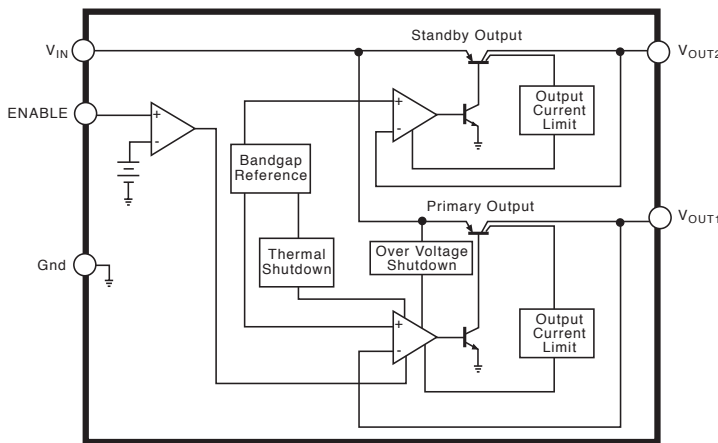 Standby Output
V_IN
V_OUT2
ENABLE
+
-
+
-
Output
Current
Limit
Bandgap
Reference
Primary Output
V_OUT1
Thermal
Shutdown
Over Voltage
Shutdown
Gnd
+
-
Output
Current
Limit